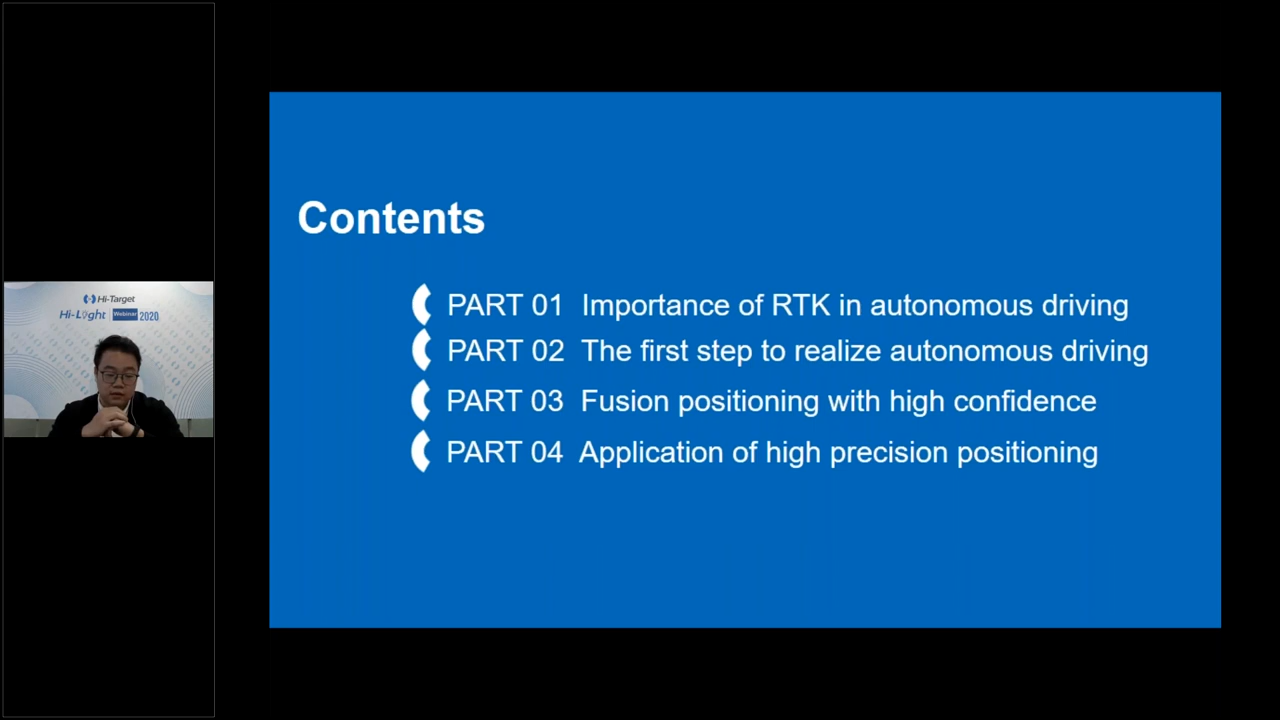 Hi-Target
Hi-Light Webinar 2020
Contents
PART 01 Importance of RTK in autonomous driving
PART 02 The first step to realize autonomous driving
PART 03 Fusion positioning with high confidence
PART 04 Application of high precision positioning